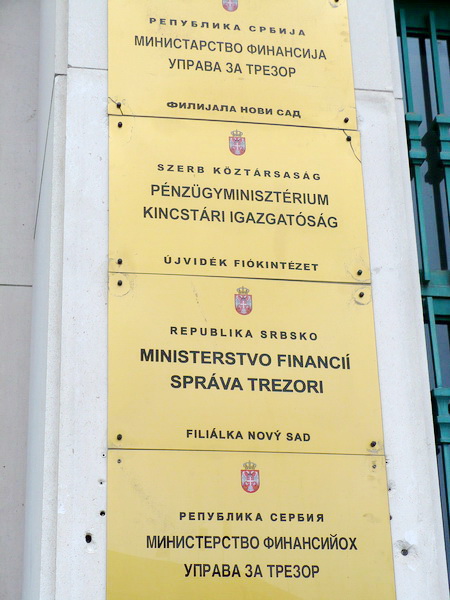 РЕПУБЛИКА СРБИЈА
МИНИСТАРСТВО ФИНАНСИЈА
УПРАВА ЗА ТРЕЗОР
ФИЛИЈАЛА НОВИ САД
SZERB KÖZTÁRSASÁG
PÉNZÜGYMINISZTÉRIUM
KINCSTÁRI IGAZGATÓSÁG
ÚJVIDÉK FIÓKINTÉZET
REPUBLIKA SRBSKO
MINISTERSTVO FINANCIÍ
SPRÁVA TREZORI
FILIÁLKA NOVÝ SAD
РЕПУБЛИКА СЕРБИЯ
МИНИСТЕРСТВО ФИНАНСИЙОХ
УПРАВА ЗА ТРЕЗОР